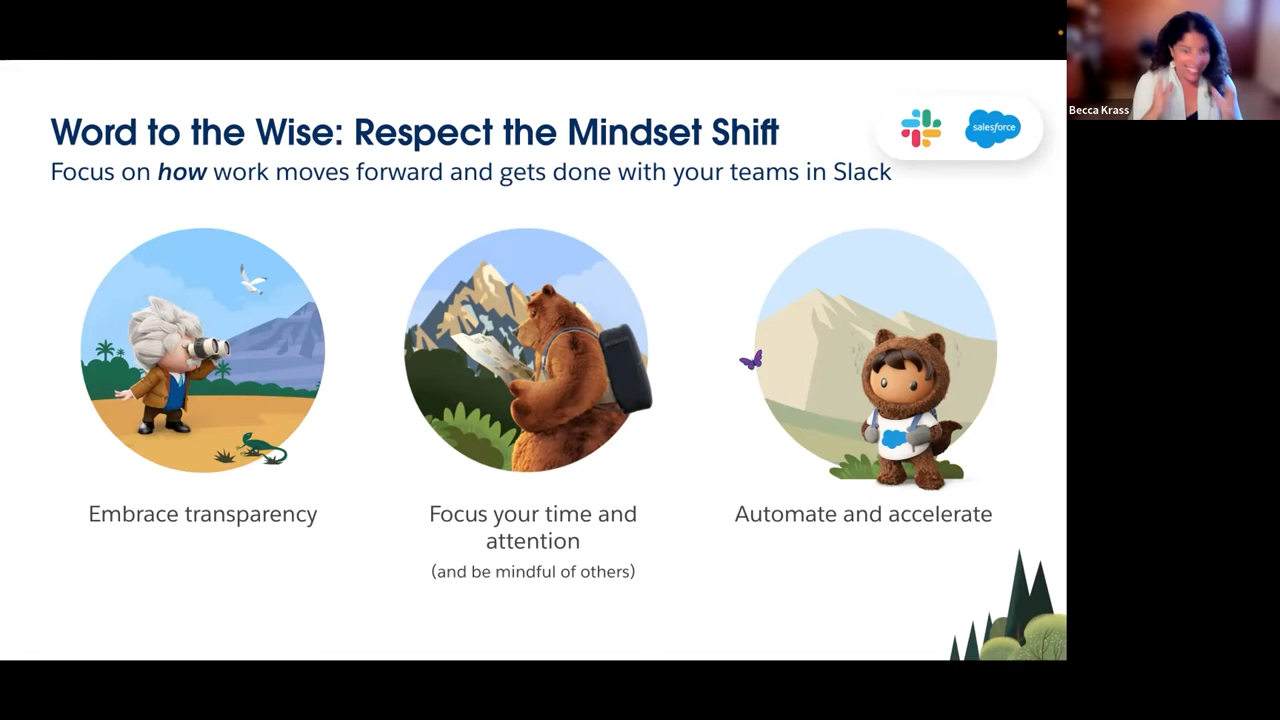 Becca Krass
Word to the Wise: Respect the Mindset Shift
salesforce
Focus on how work moves forward and gets done with your teams in Slack
Embrace transparency
Focus your time and
attention
(and be mindful of others)
Automate and accelerate